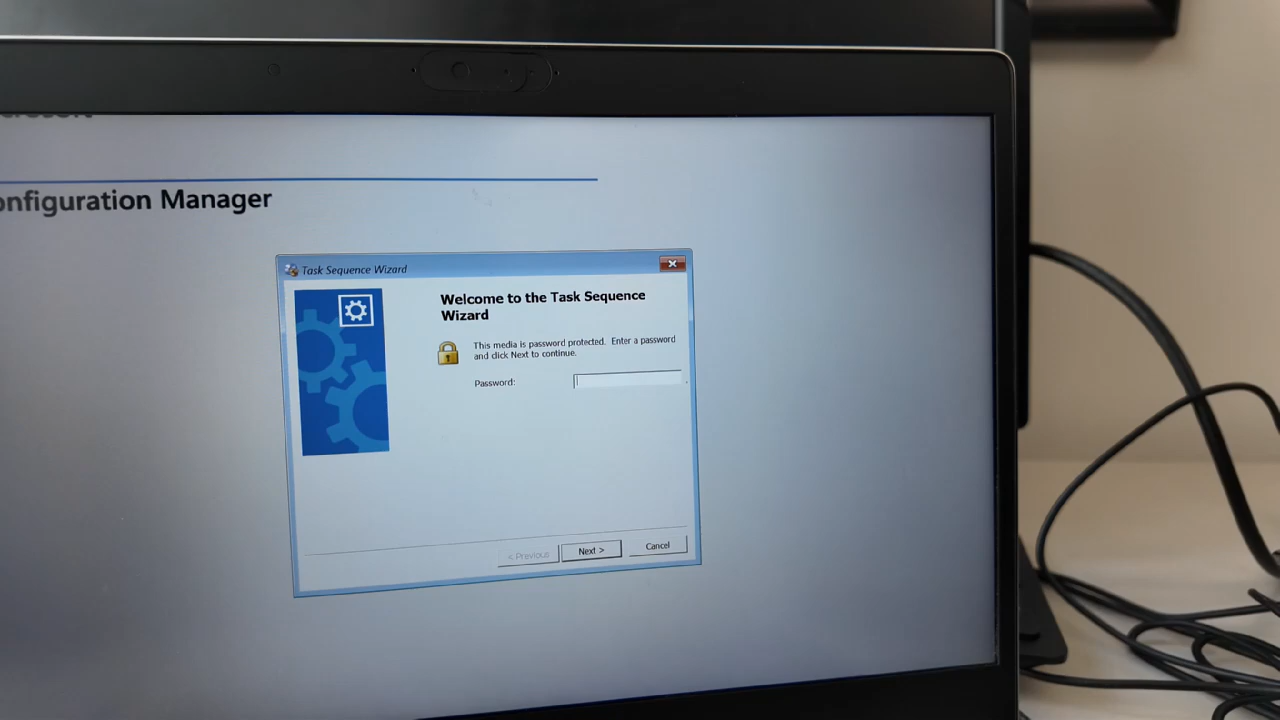 onfiguration Manager
Task Sequence Wizard
Welcome to the Task Sequence
Wizard
This media is password protected. Enter a password
and click Next to continue.
Password:
< Previous
Next >
Cancel